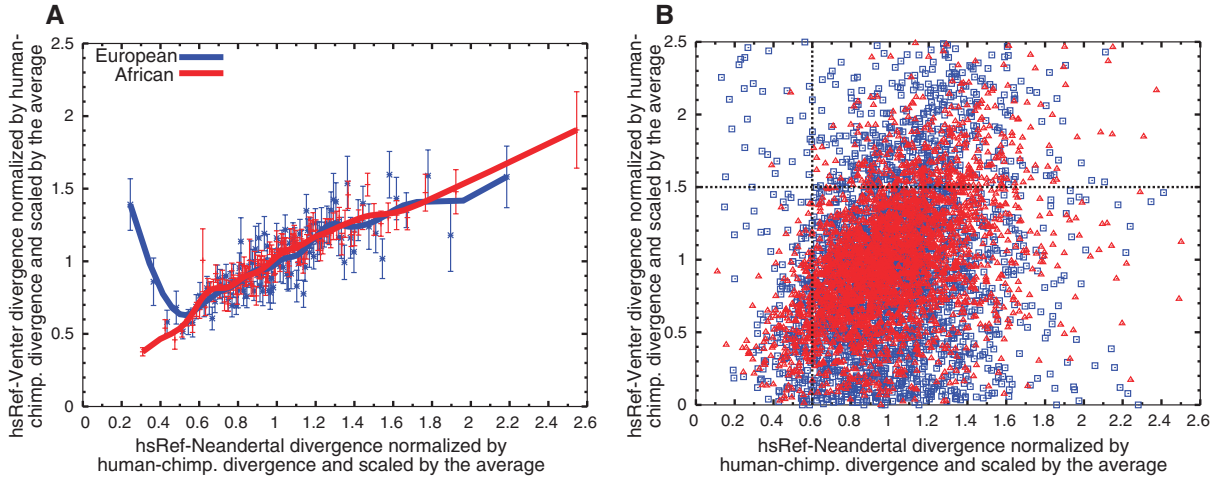 A
hsRef-Venter divergence normalized by human-
chimp. divergence and scaled by the average
2.5
2
1.5
1
0.5
0
European
African
0 0.2 0.4 0.6 0.8 1 1.2 1.4 1.6 1.8 2 2.2 2.4 2.6
hsRef-Neandertal divergence normalized by
human-chimp. divergence and scaled by the average
B
hsRef-Venter divergence normalized by human-
chimp. divergence and scaled by the average
2.5
2
1.5
1
0.5
0
0 0.2 0.4 0.6 0.8 1 1.2 1.4 1.6 1.8 2 2.2 2.4 2.6
hsRef-Neandertal divergence normalized by
human-chimp. divergence and scaled by the average